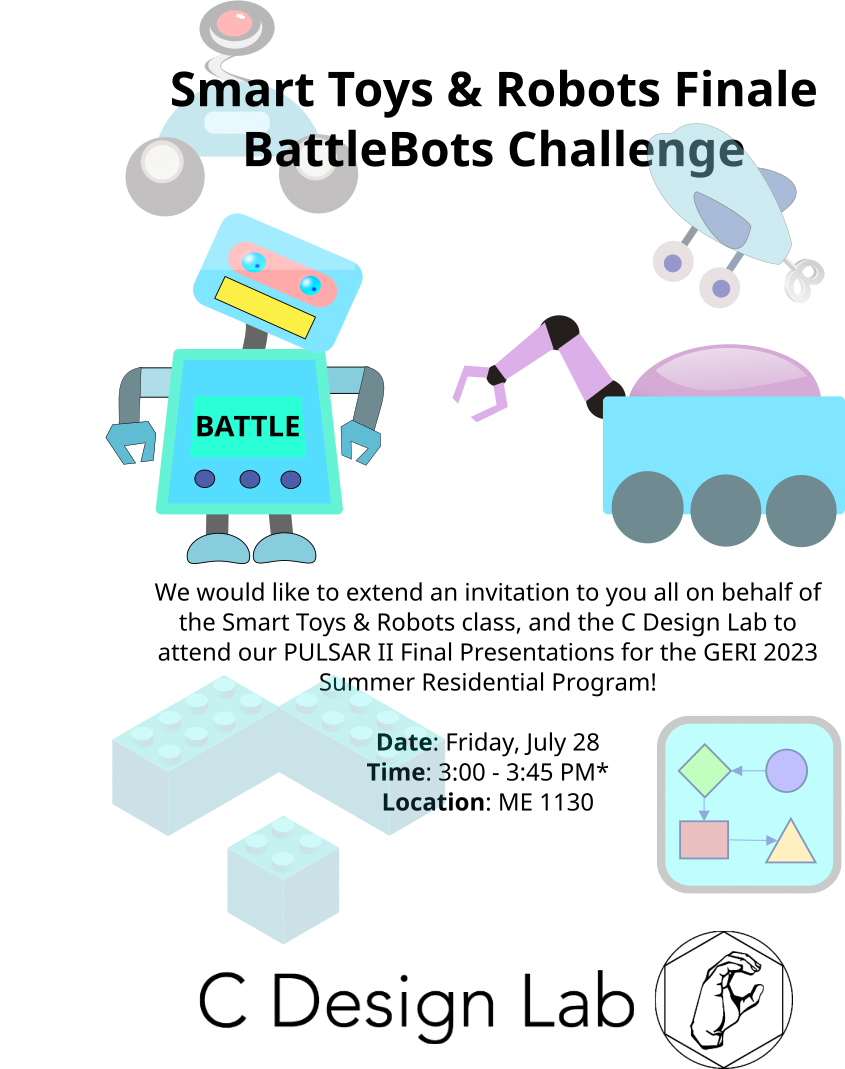 Smart Toys & Robots Finale
BattleBots Challenge
BATTLE
We would like to extend an invitation to you all on behalf of
the Smart Toys & Robots class, and the C Design Lab to
attend our PULSAR II Final Presentations for the GERI 2023
Summer Residential Program!
Date: Friday, July 28
Time: 3:00 - 3:45 PM*
Location: ME 1130
C Design Lab